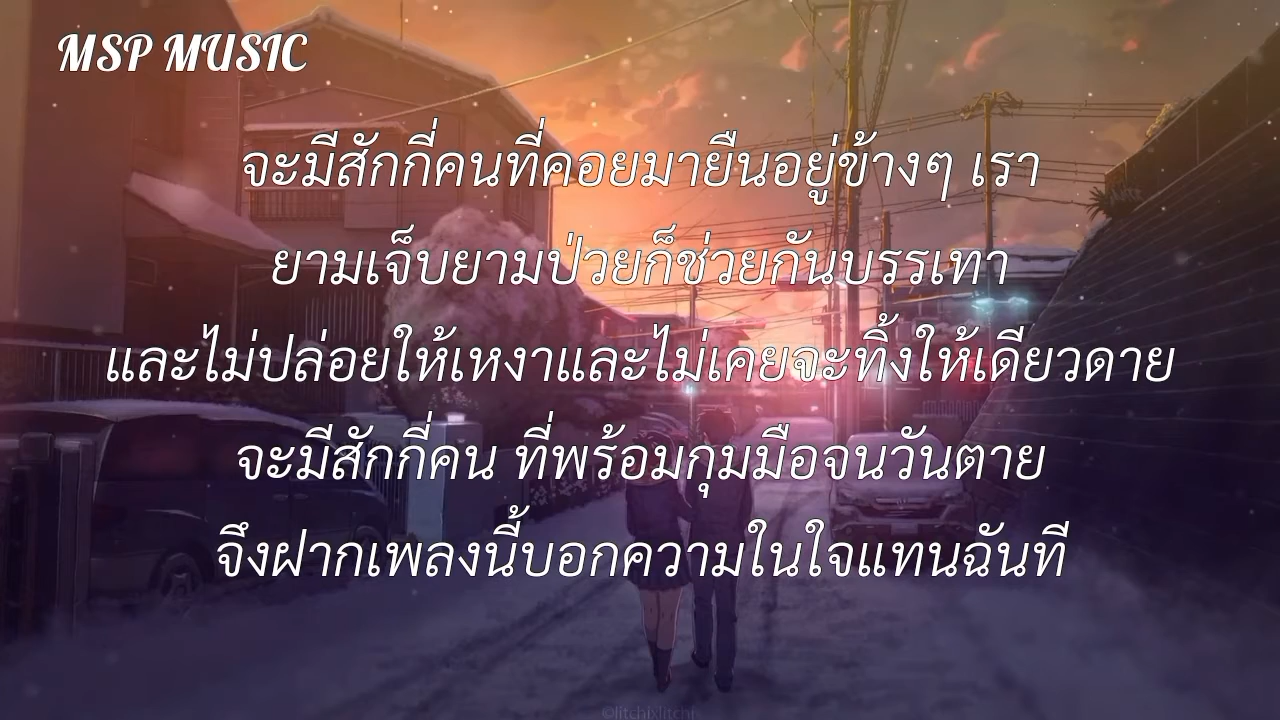 MSP MUSIC
จะมีสักกี่คนที่คอยมายืนอยู่ข้างๆ เรา
ยามเจ็บยามป่วยก็ช่วยกันบรรเทา
และไม่ปล่อยให้เหงาและไม่เคยจะทิ้งให้เดียวดาย
จะมีสักกี่คน ที่พร้อมกุมมือจนวันตาย
จึงฝากเพลงนี้บอกความในใจแทนฉันที
©litchixlitchi